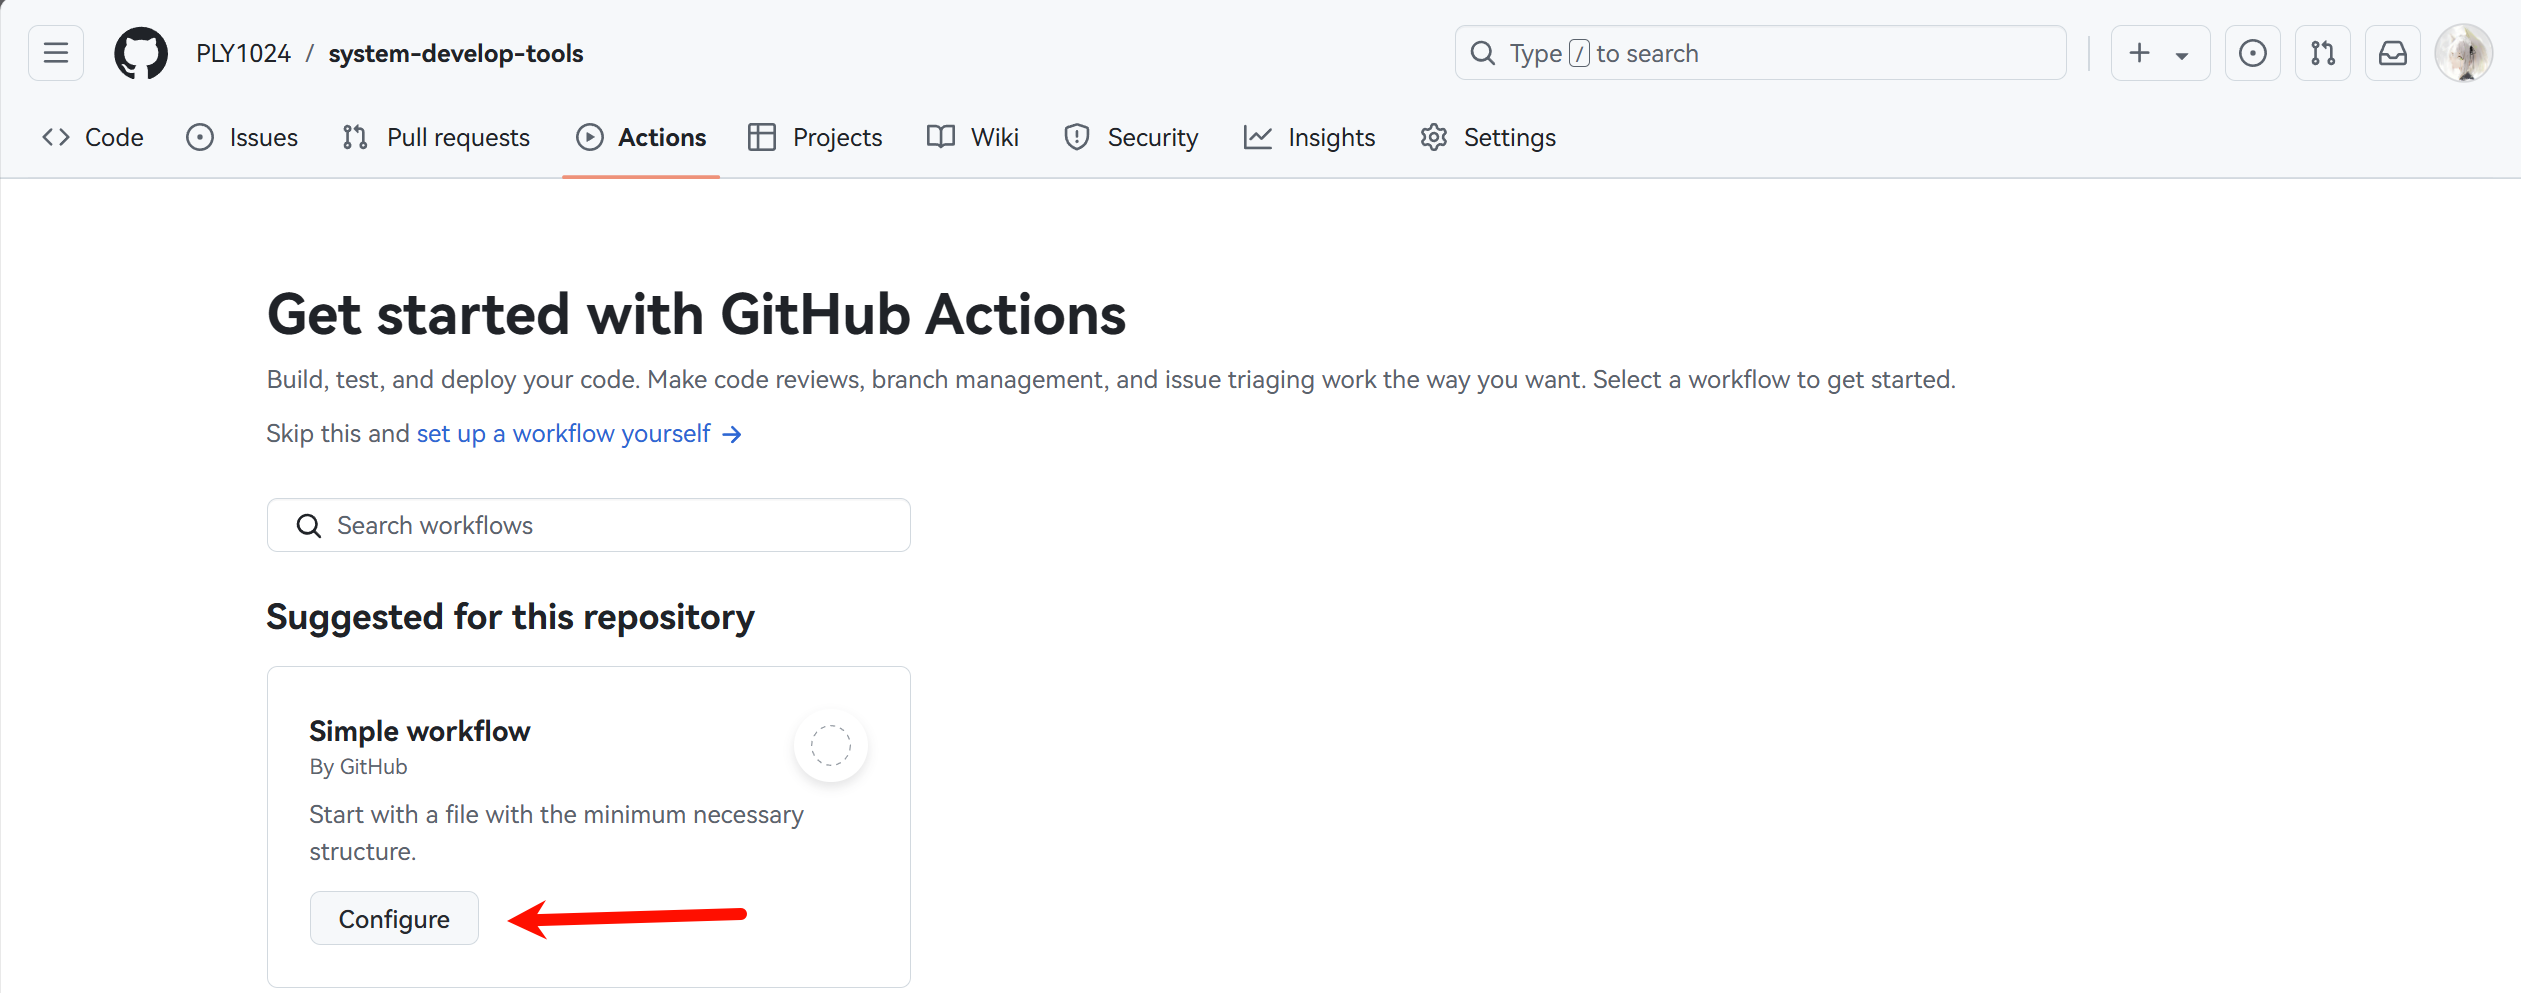 PLY1024 / system-develop-tools
Type / to search
Code Issues Pull requests Actions Projects Wiki Security Insights Settings
Get started with GitHub Actions
Build, test, and deploy your code. Make code reviews, branch management, and issue triaging work the way you want. Select a workflow to get started.
Skip this and set up a workflow yourself →
Search workflows
Suggested for this repository
Simple workflow
By GitHub
Start with a file with the minimum necessary
structure.
Configure